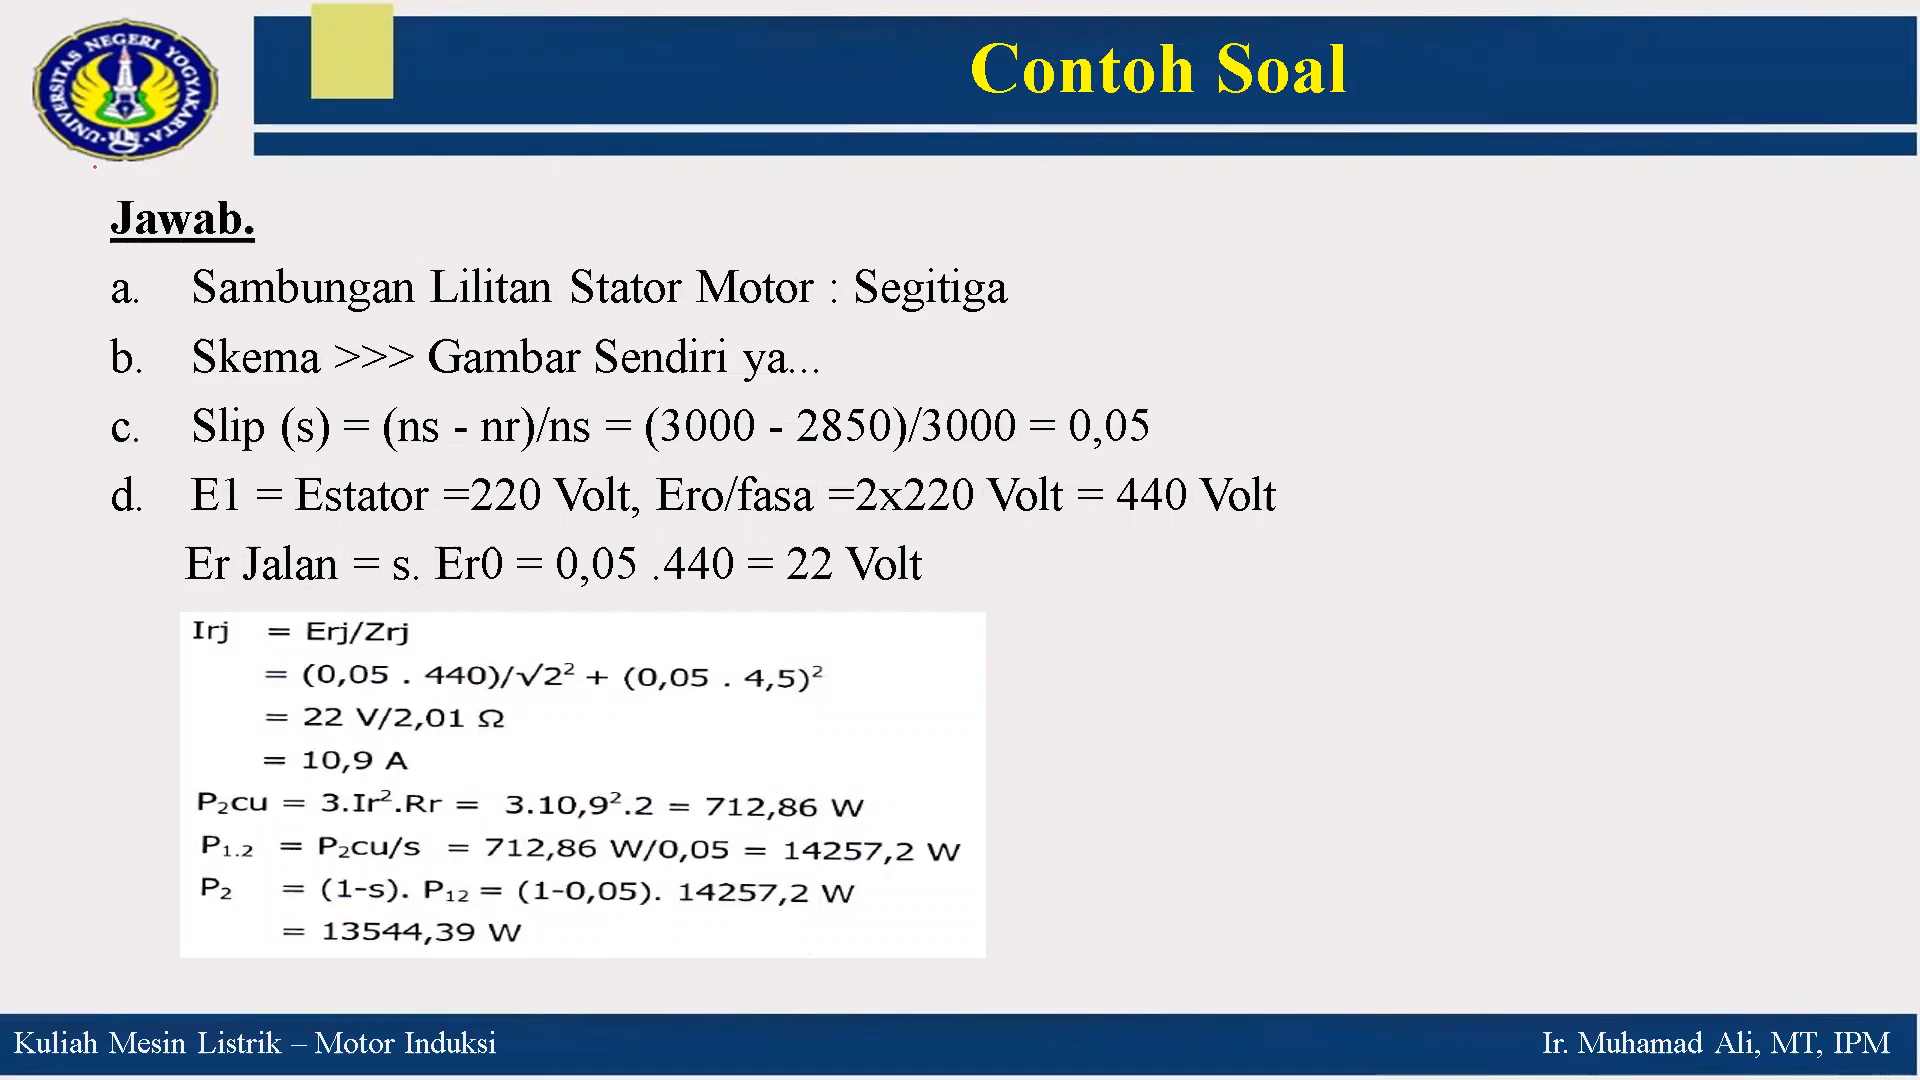 UNIVERSITAS NEGERI YOGYAKARTA
Contoh Soal
Jawab.
a. Sambungan Lilitan Stator Motor : Segitiga
b. Skema >>> Gambar Sendiri ya...
c. Slip (s) = (ns - nr)/ns = (3000 - 2850)/3000 = 0,05
d. E1 = Estator =220 Volt, Ero/fasa =2x220 Volt = 440 Volt
Er Jalan = s. Er0 = 0,05 .440 = 22 Volt
Irj = Erj/Zrj
= (0,05 . 440)/√2² + (0,05 . 4,5)²
= 22 V/2,01 Ω
= 10,9 A
P₂cu = 3.Ir².Rr = 3.10,9².2 = 712,86 W
P₁.₂ = P₂cu/s = 712,86 W/0,05 = 14257,2 W
P₂ = (1-s). P₁₂ = (1-0,05). 14257,2 W
= 13544,39 W
Kuliah Mesin Listrik – Motor Induksi
Ir. Muhamad Ali, MT, IPM